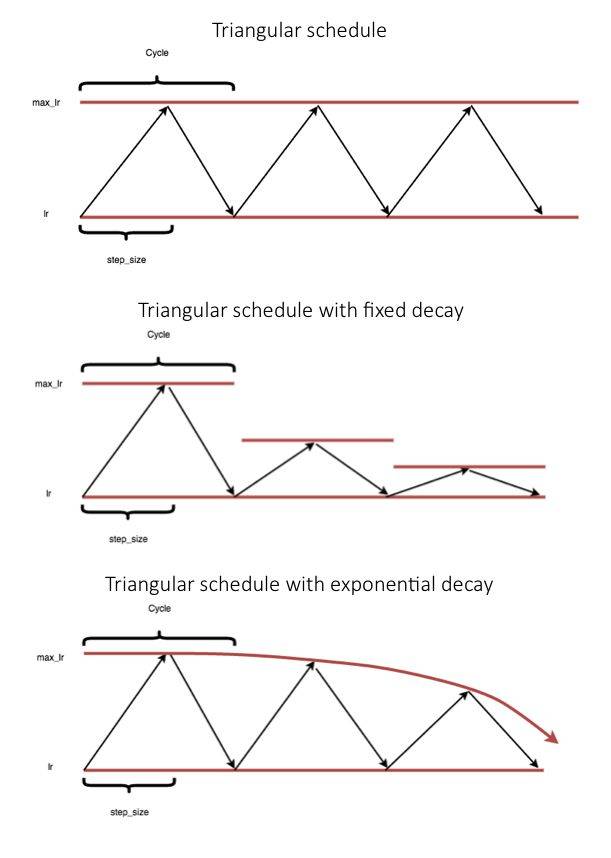 Triangular schedule
Cycle
max_lr
lr
step_size
Triangular schedule with fixed decay
Cycle
max_lr
lr
step_size
Triangular schedule with exponential decay
Cycle
max_lr
lr
step_size